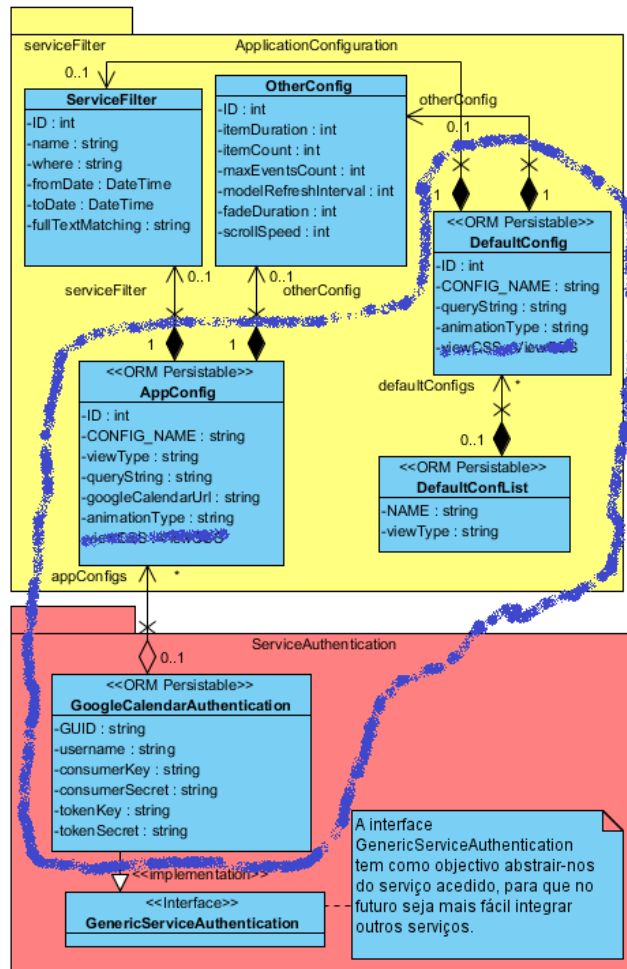 serviceFilter
ApplicationConfiguration
0..1
ServiceFilter
-ID : int
-name : string
-where : string
-fromDate : DateTime
-toDate : DateTime
-fullTextMatching : string
OtherConfig
-ID : int
-itemDuration : int
-itemCount : int
-maxEventsCount : int
-modelRefreshInterval : int
-fadeDuration : int
-scrollSpeed : int
0..1
otherConfig
0..1
1
1
<<ORM Persistable>>
DefaultConfig
-ID : int
-CONFIG_NAME : string
-queryString : string
-animationType : string
-viewCSS : ViewCSS
serviceFilter
0..1
0..1
otherConfig
1
1
<<ORM Persistable>>
AppConfig
-ID : int
-CONFIG_NAME : string
-viewType : string
-queryString : string
-googleCalendarUrl : string
-animationType : string
-viewCSS : ViewCSS
defaultConfigs
*
0..1
<<ORM Persistable>>
DefaultConfList
-NAME : string
-viewType : string
appConfigs
*
ServiceAuthentication
0..1
<<ORM Persistable>>
GoogleCalendarAuthentication
-GUID : string
-username : string
-consumerKey : string
-consumerSecret : string
-tokenKey : string
-tokenSecret : string
<<implementation>>
<<Interface>>
GenericServiceAuthentication
A interface
GenericServiceAuthentication
tem como objectivo abstrair-nos
do serviço acedido, para que no
futuro seja mais fácil integrar
outros serviços.